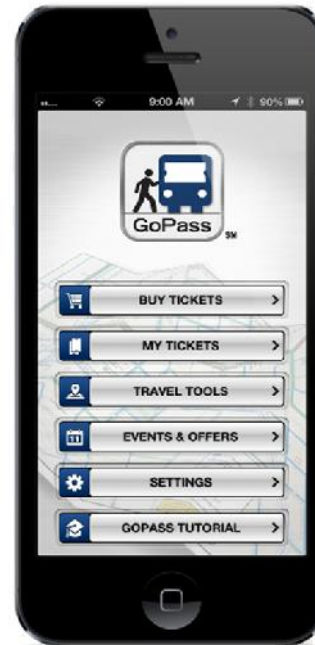 9:00 AM 90%
GoPass
SM
BUY TICKETS
MY TICKETS
TRAVEL TOOLS
EVENTS & OFFERS
SETTINGS
GOPASS TUTORIAL